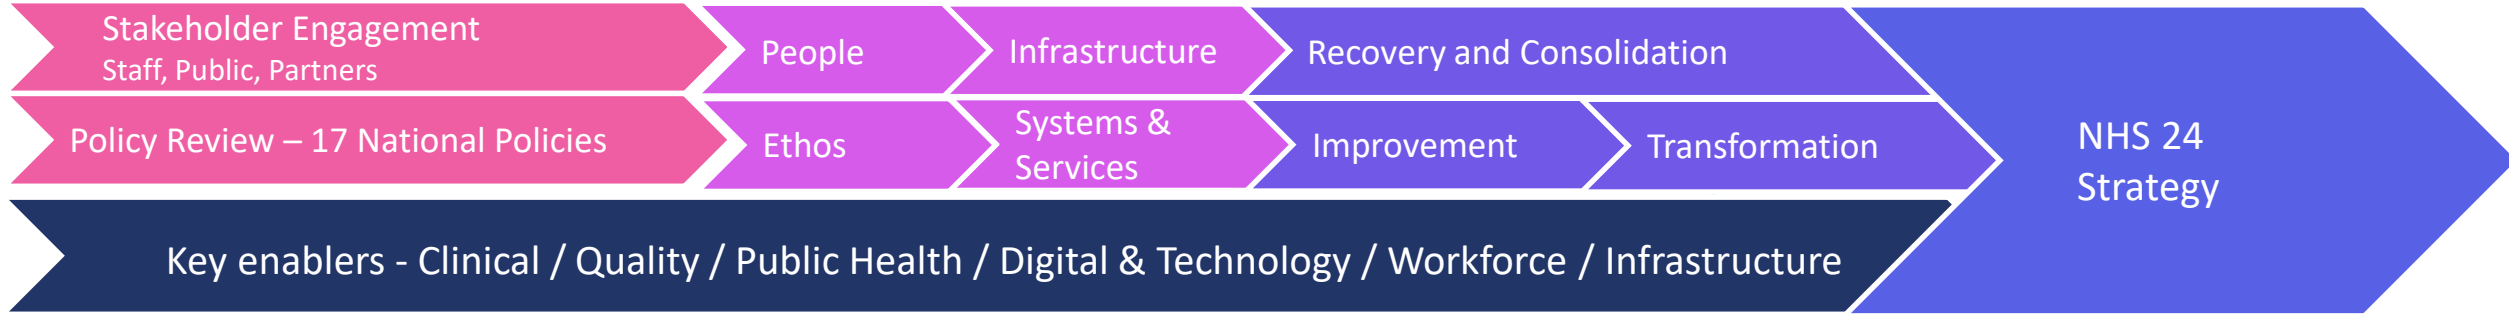 Stakeholder Engagement
Staff, Public, Partners
People
Infrastructure
Recovery and Consolidation
Policy Review – 17 National Policies
Ethos
Systems &
Services
Improvement
Transformation
NHS 24
Strategy
Key enablers - Clinical / Quality / Public Health / Digital & Technology / Workforce / Infrastructure